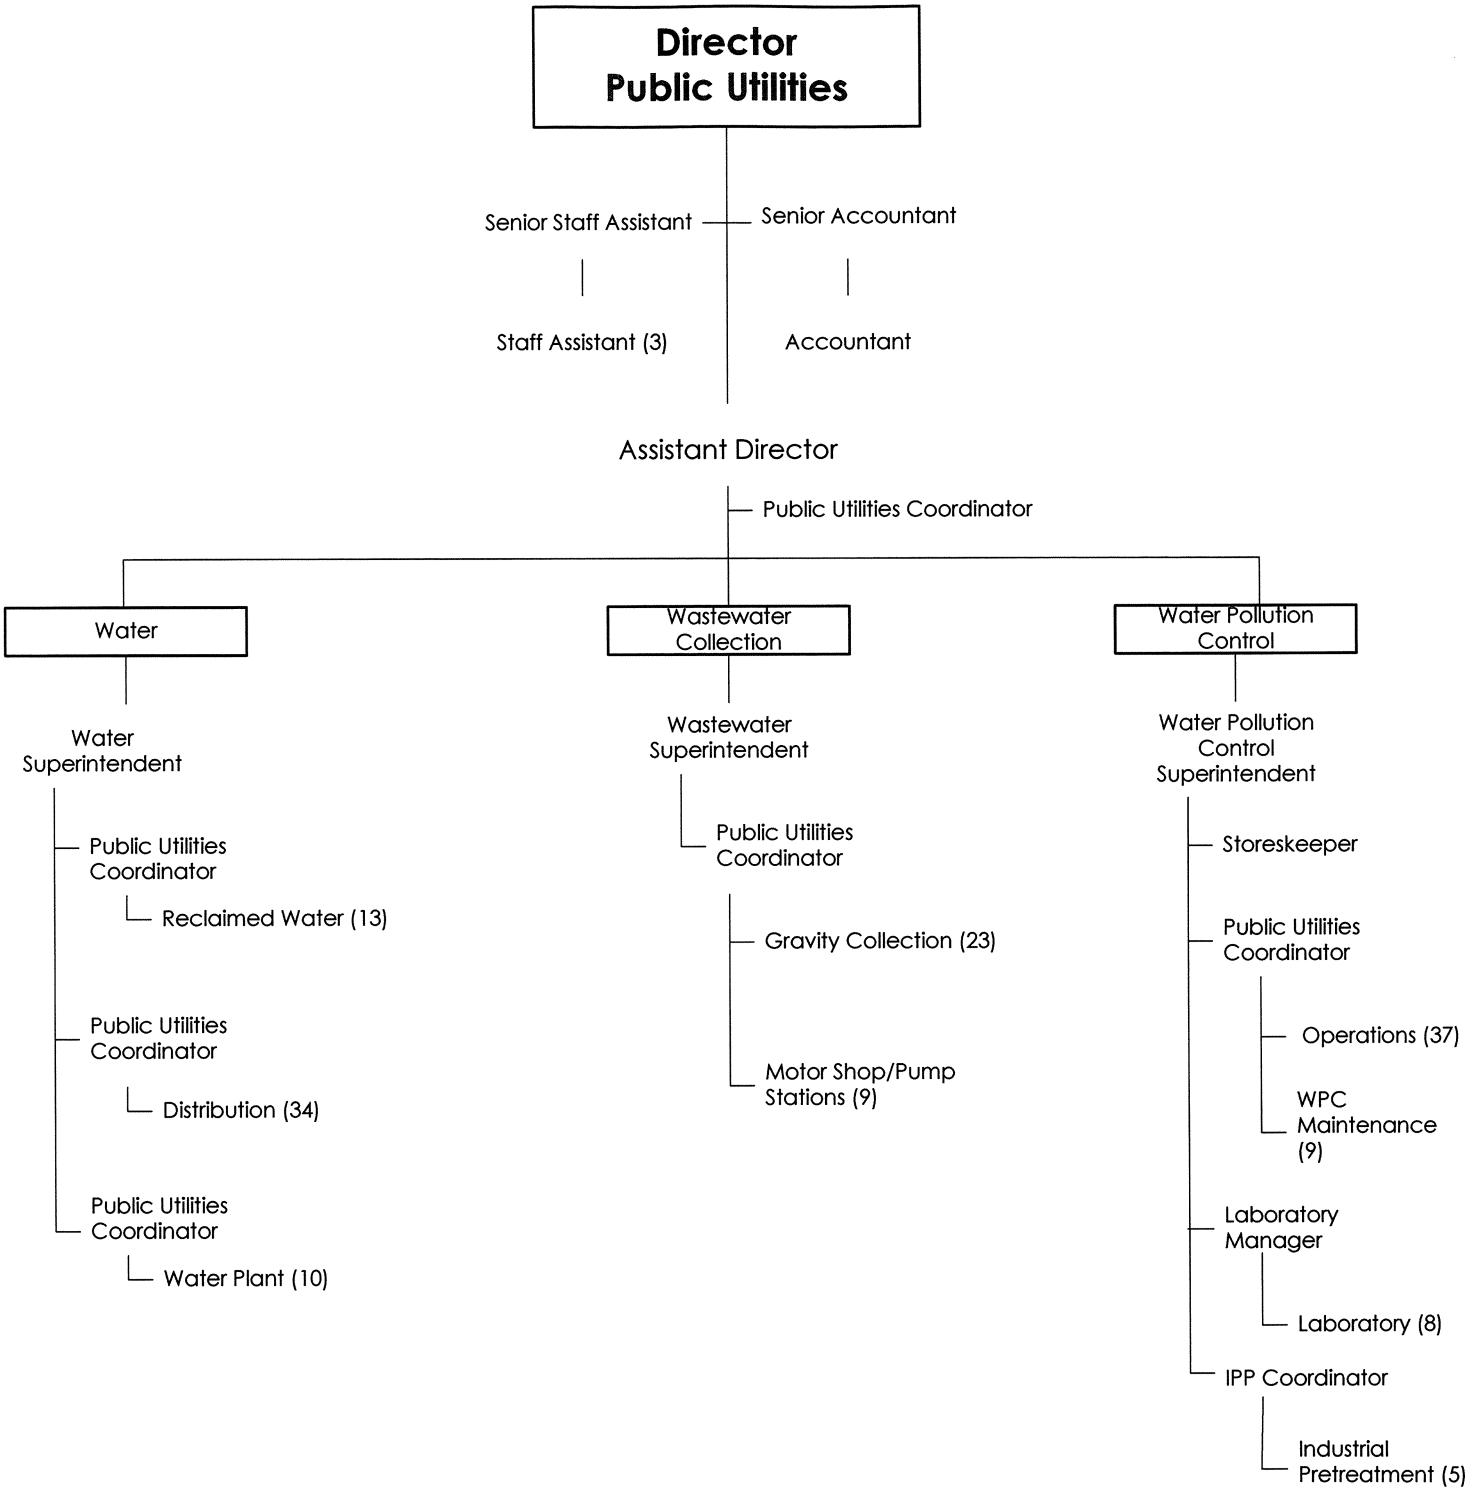 Director
Public Utilities
Senior Staff Assistant
Senior Accountant
Staff Assistant (3)
Accountant
Assistant Director
Public Utilities Coordinator
Water
Water
Superintendent
Public Utilities
Coordinator
Reclaimed Water (13)
Public Utilities
Coordinator
Distribution (34)
Public Utilities
Coordinator
Water Plant (10)
Wastewater
Collection
Wastewater
Superintendent
Public Utilities
Coordinator
Gravity Collection (23)
Motor Shop/Pump
Stations (9)
Water Pollution
Control
Water Pollution
Control
Superintendent
Storeskeeper
Public Utilities
Coordinator
Operations (37)
WPC
Maintenance
(9)
Laboratory
Manager
Laboratory (8)
IPP Coordinator
Industrial
Pretreatment (5)